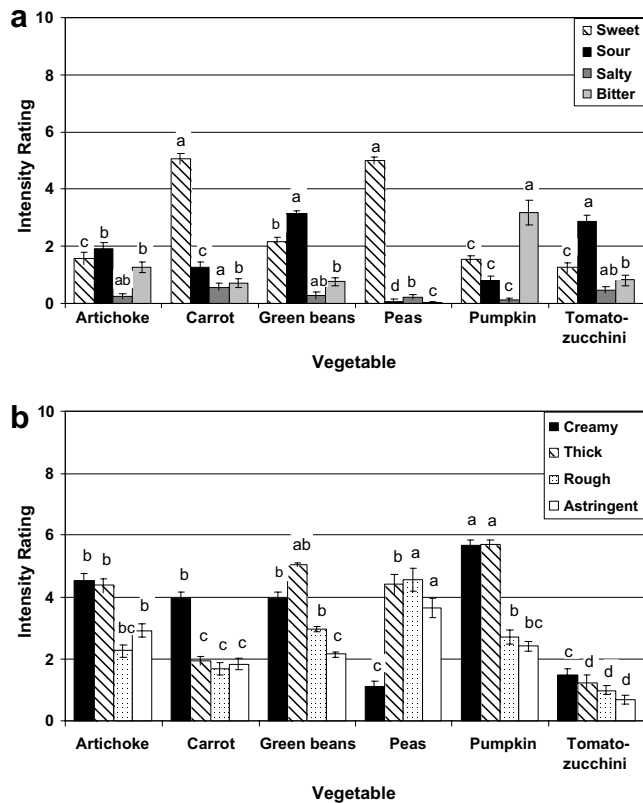 a
10
8
6
4
2
0
Intensity Rating
Sweet
Sour
Salty
Bitter
c b ab b
a c a b
b a ab b
a d b c
c c c a
c a ab b
Artichoke Carrot Green beans Peas Pumpkin Tomato-
zucchini
Vegetable
b
10
8
6
4
2
0
Intensity Rating
Creamy
Thick
Rough
Astringent
b b bc b
b c c c
b ab b c
c b a a
a a b bc
c d d d
Artichoke Carrot Green beans Peas Pumpkin Tomato-
zucchini
Vegetable